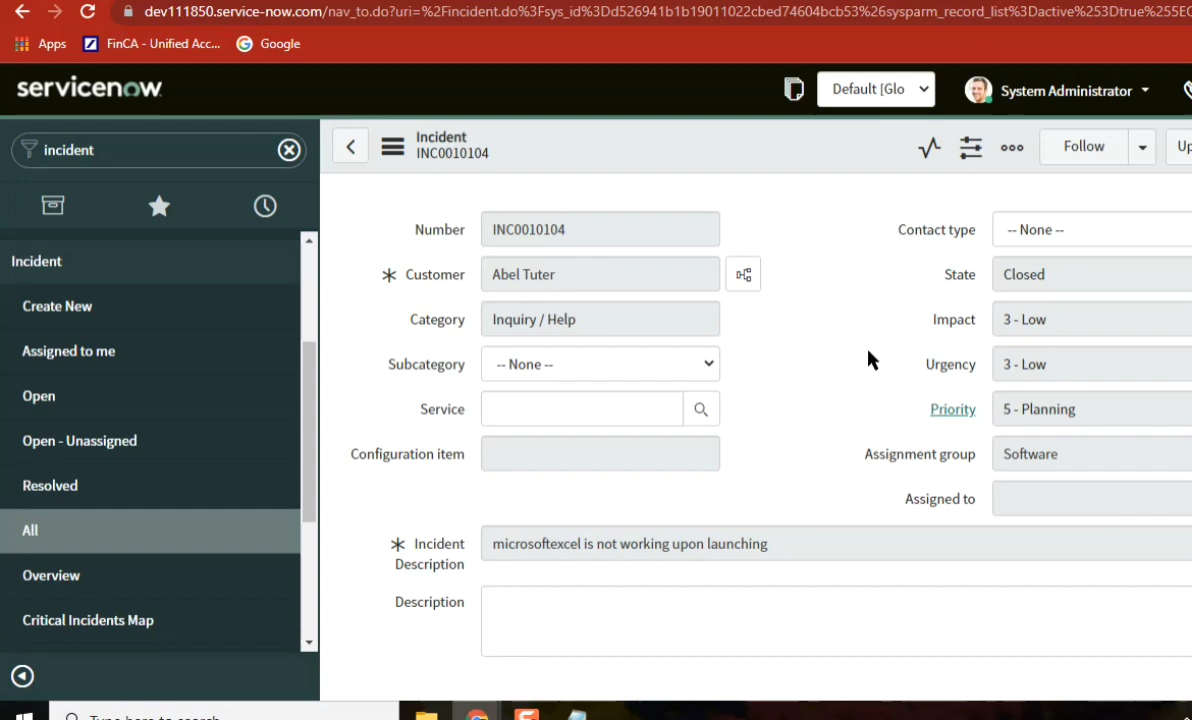 dev111850.service-now.com/nav_to.do?uri=%2Fincident.do%3Fsys_id%3Dd526941b1b19011022cbed74604bcb53%26sysparm_record_list%3Dactive%253Dtrue%255EO
Apps FinCA - Unified Acc... Google
servicenow Default [Glo System Administrator
incident
Incident
INC0010104
Follow Up
Incident
Create New
Assigned to me
Open
Open - Unassigned
Resolved
All
Overview
Critical Incidents Map
Number INC0010104 Contact type -- None --
Customer Abel Tuter State Closed
Category Inquiry / Help Impact 3 - Low
Subcategory -- None -- Urgency 3 - Low
Service Priority 5 - Planning
Configuration item Assignment group Software
Assigned to
Incident Description microsoftexcel is not working upon launching
Description
Type here to search